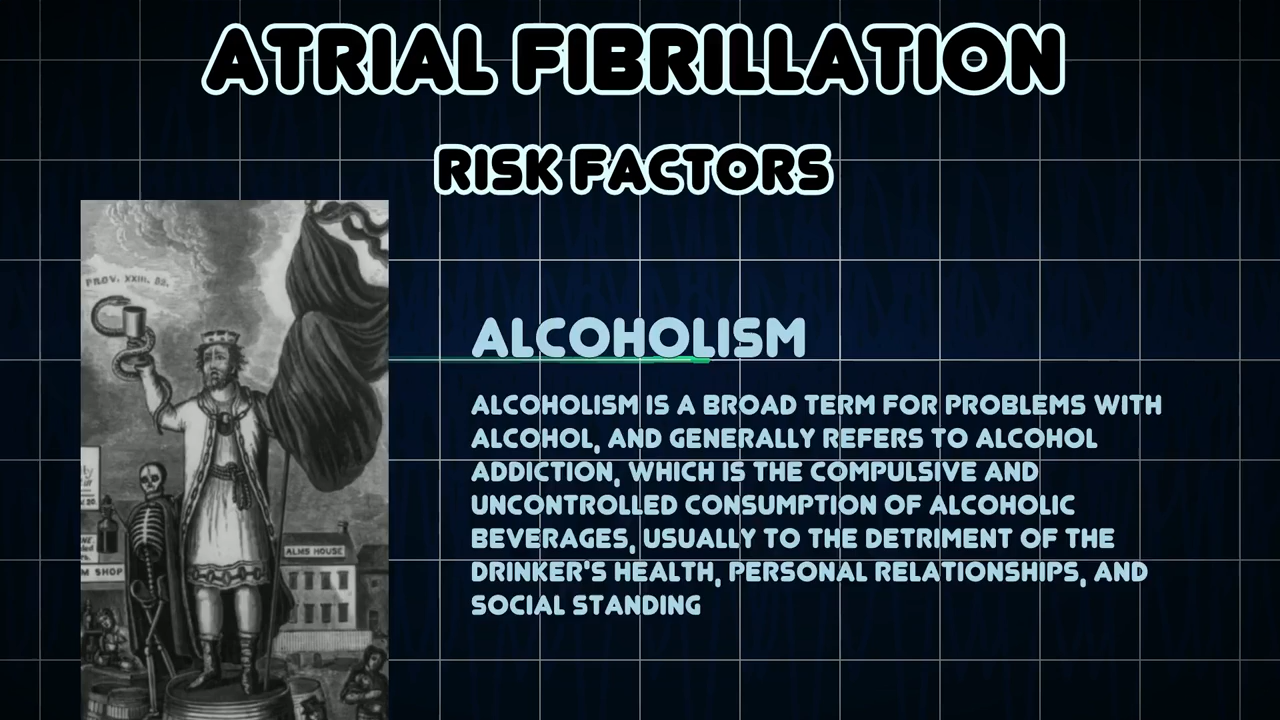 ATRIAL FIBRILLATION
RISK FACTORS
PROV. XXIII. 32.
ALCOHOLISM
ALCOHOLISM IS A BROAD TERM FOR PROBLEMS WITH
ALCOHOL, AND GENERALLY REFERS TO ALCOHOL
ADDICTION, WHICH IS THE COMPULSIVE AND
UNCONTROLLED CONSUMPTION OF ALCOHOLIC
BEVERAGES, USUALLY TO THE DETRIMENT OF THE
DRINKER'S HEALTH, PERSONAL RELATIONSHIPS, AND
SOCIAL STANDING
ALMS HOUSE
SHOP